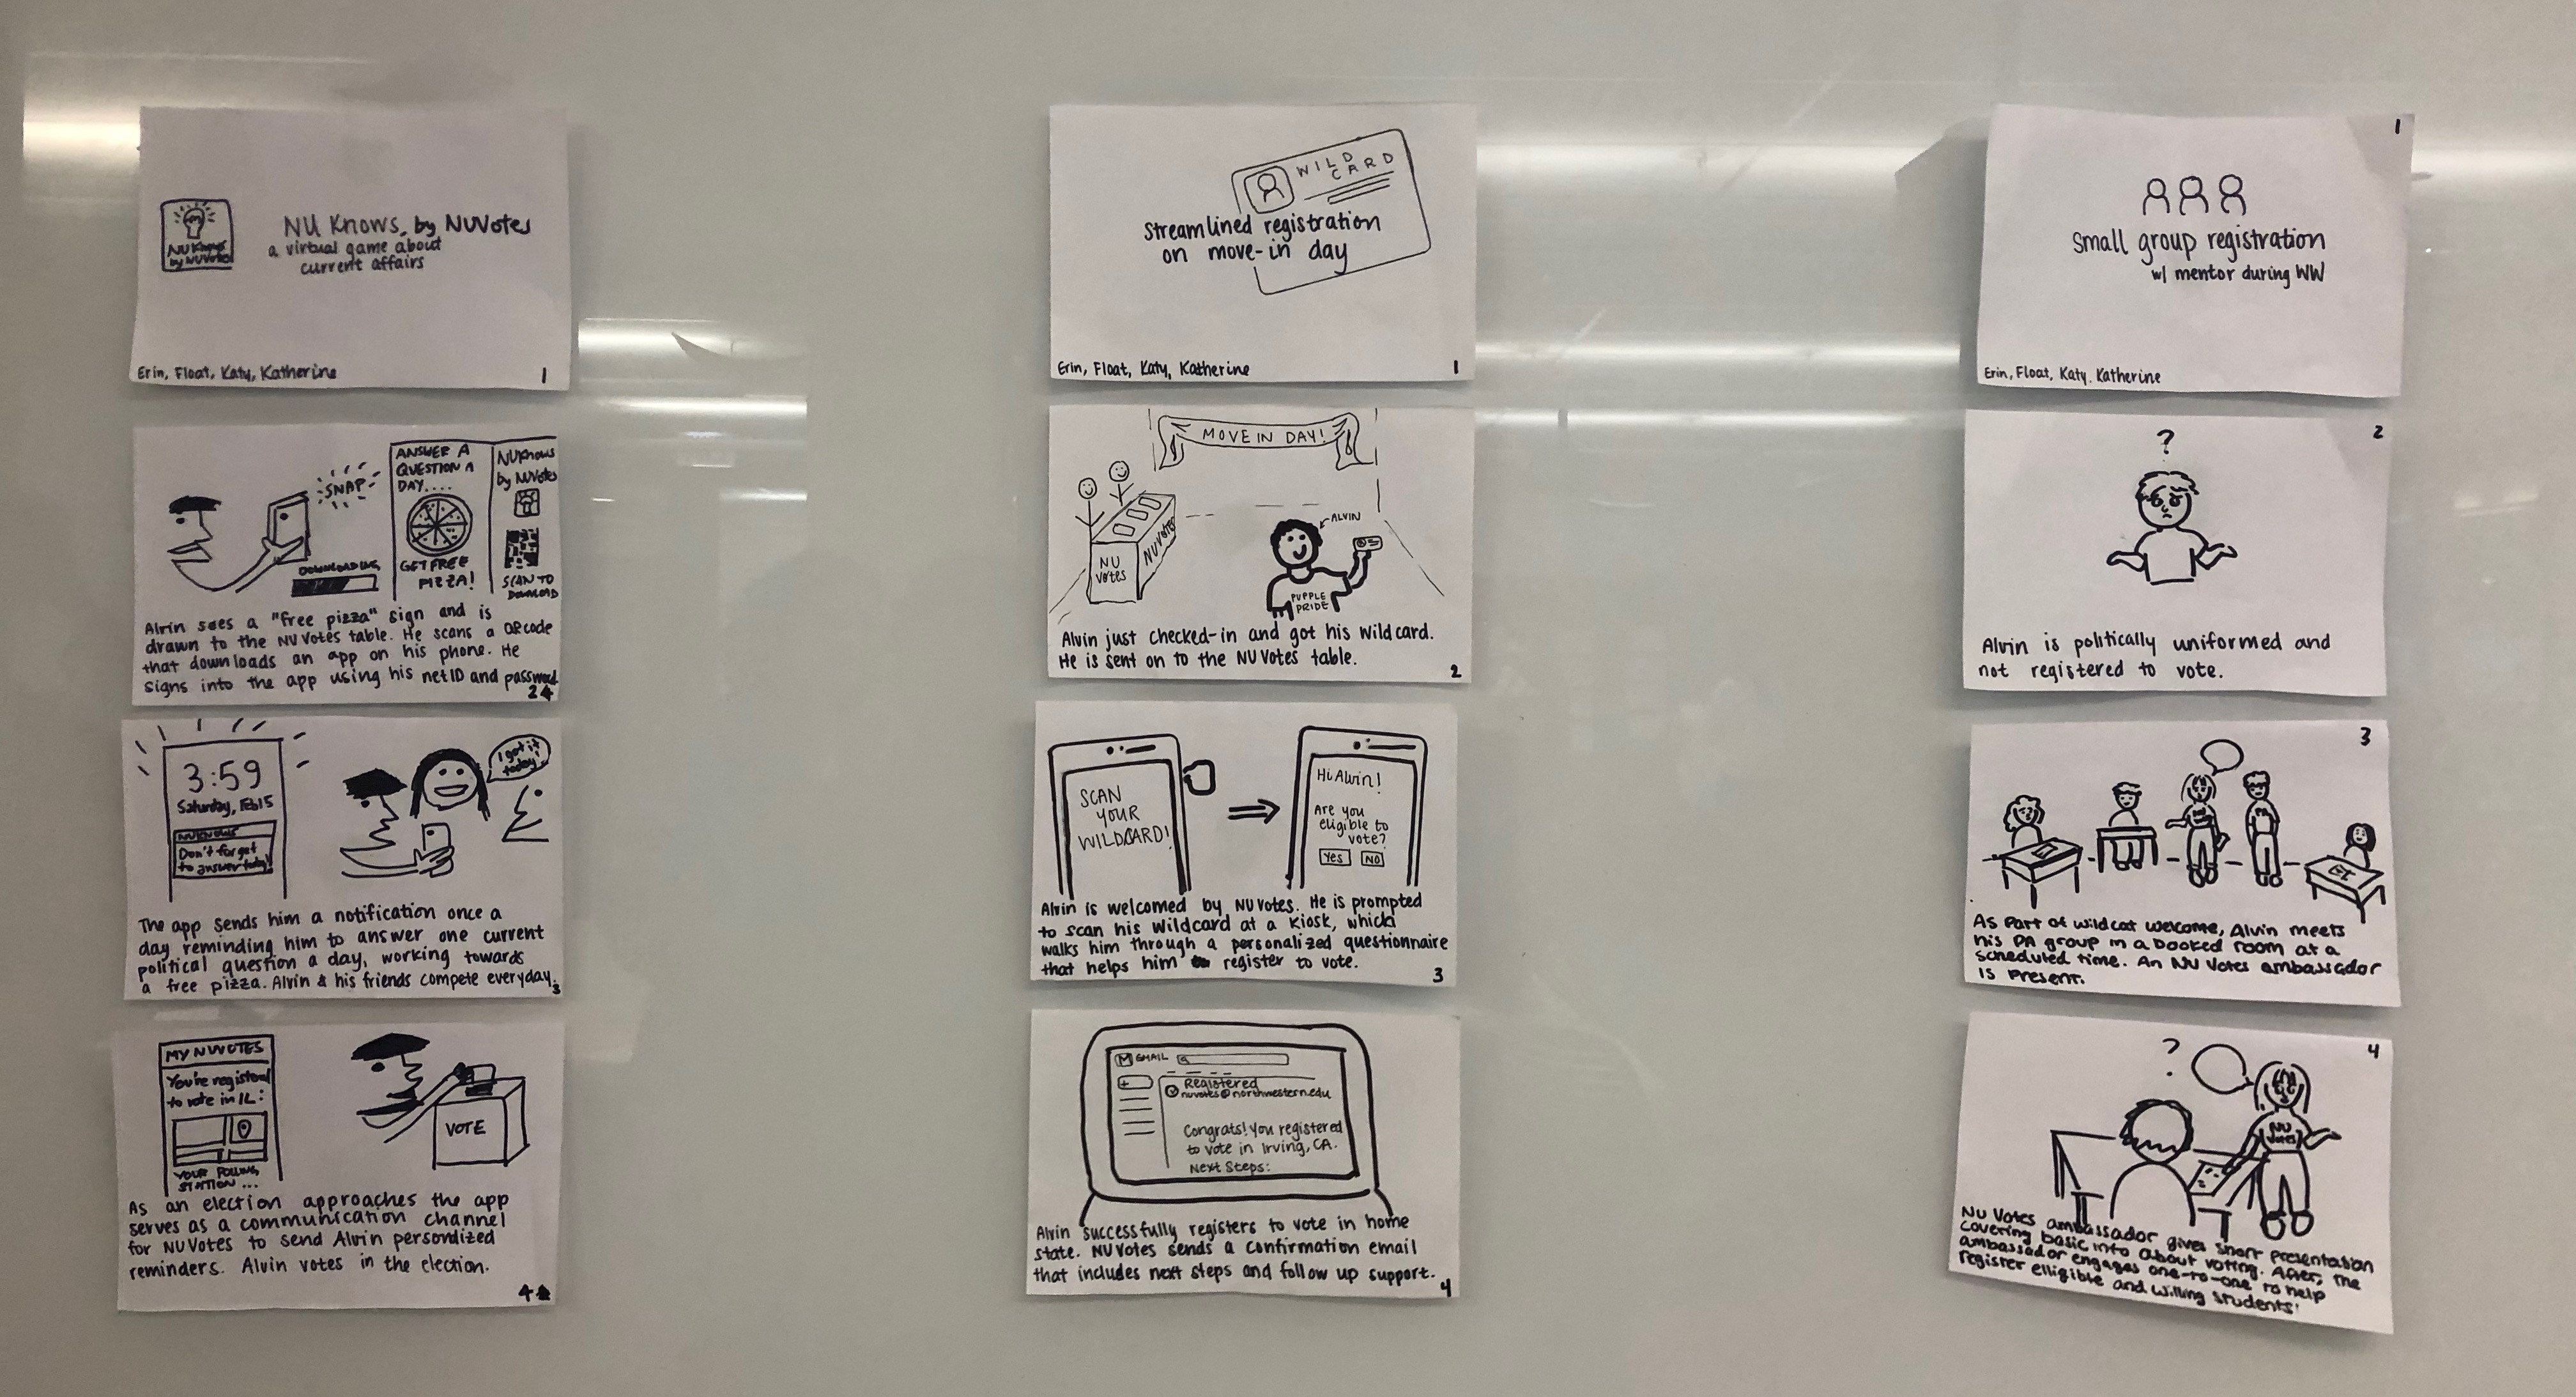 NU Knows
by NUVotes
NU Knows, by NUVotes
a virtual game about
current affairs
Erin, Float, Katy, Katherine
1
SNAP
DOWNLOADING
ANSWER A
QUESTION A
DAY....
GET FREE
PIZZA!
NUKnows
by NUVotes
SCAN TO
DOWNLOAD
Alvin sees a "free pizza" sign and is
drawn to the NU Votes table. He scans a QR code
that downloads an app on his phone. He
signs into the app using his netID and password.
2
3:59
Saturday, Feb 15
NUKNOWS
Don't forget
to answer today!
I got it
today!
The app sends him a notification once a
day reminding him to answer one current
political question a day, working towards
a free pizza. Alvin & his friends compete everyday.
3
MY NUVOTES
You're registered
to vote in IL:
YOUR POLLING
STATION ...
VOTE
As an election approaches the app
serves as a communication channel
for NUVotes to send Alvin personalized
reminders. Alvin votes in the election.
4
WILD
CARD
Streamlined registration
on move-in day
Erin, Float, Katy, Katherine
1
MOVE IN DAY!
NU
Votes
NUVotes
ALVIN
PURPLE
PRIDE
Alvin just checked-in and got his wildcard.
He is sent on to the NU Votes table.
2
SCAN
YOUR
WILDCARD!
Hi Alvin!
Are you
eligible to
vote?
Yes
NO
Alvin is welcomed by NU Votes. He is prompted
to scan his Wildcard at a kiosk, which
walks him through a personalized questionnaire
that helps him register to vote.
3
M GMAIL
+
Registered
nuvotes@northwestern.edu
Congrats! You registered
to vote in Irving, CA.
Next Steps:
Alvin successfully registers to vote in home
state. NU Votes sends a confirmation email
that includes next steps and follow up support.
4
1
Small group registration
w/ mentor during WW
Erin, Float, Katy, Katherine
2
?
Alvin is politically uniformed and
not registered to vote.
3
As part of wildcat welcome, Alvin meets
his PA group in a booked room at a
scheduled time. An NU Votes ambassador
is present.
4
?
NU
Votes
NU Votes ambassador gives short presentation
covering basic info about voting. After, the
ambassador engages one-to-one to help
register elligible and willing students.